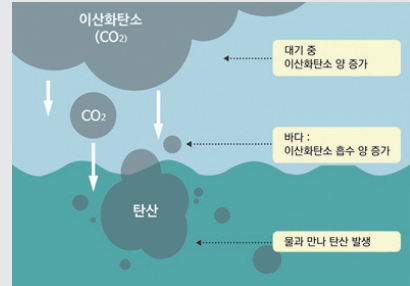 이산화탄소
(CO₂)
대기 중
이산화탄소 양 증가
CO₂
바다 :
이산화탄소 흡수 양 증가
탄산
물과 만나 탄산 발생